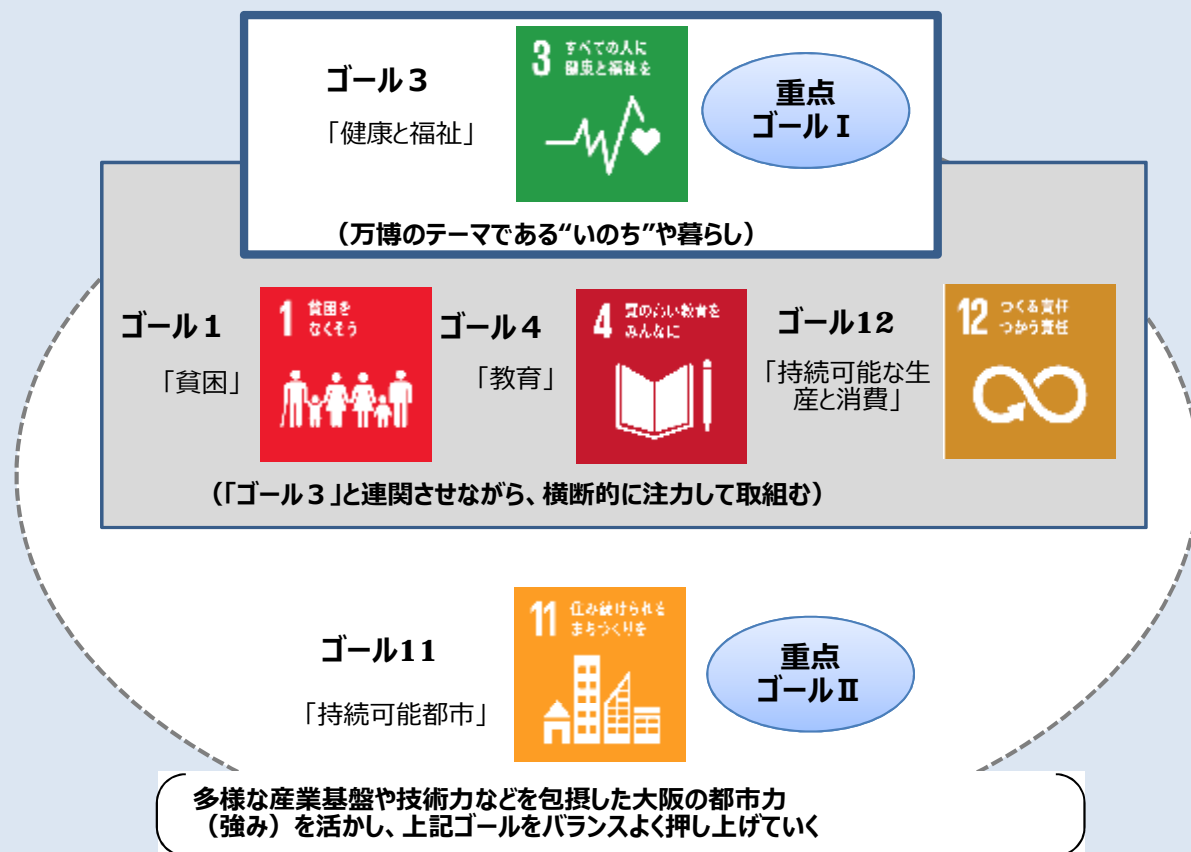 ゴール３
「健康と福祉」
3 すべての人に
健康と福祉を
重点
ゴールⅠ
（万博のテーマである“いのち”や暮らし）
ゴール１
「貧困」
1 貧困を
なくそう
ゴール４
「教育」
4 質の高い教育を
みんなに
ゴール12
「持続可能な生
産と消費」
12 つくる責任
つかう責任
（「ゴール３」と連関させながら、横断的に注力して取組む）
ゴール11
「持続可能都市」
11 住み続けられる
まちづくりを
重点
ゴールⅡ
多様な産業基盤や技術力などを包摂した大阪の都市力
（強み）を活かし、上記ゴールをバランスよく押し上げていく